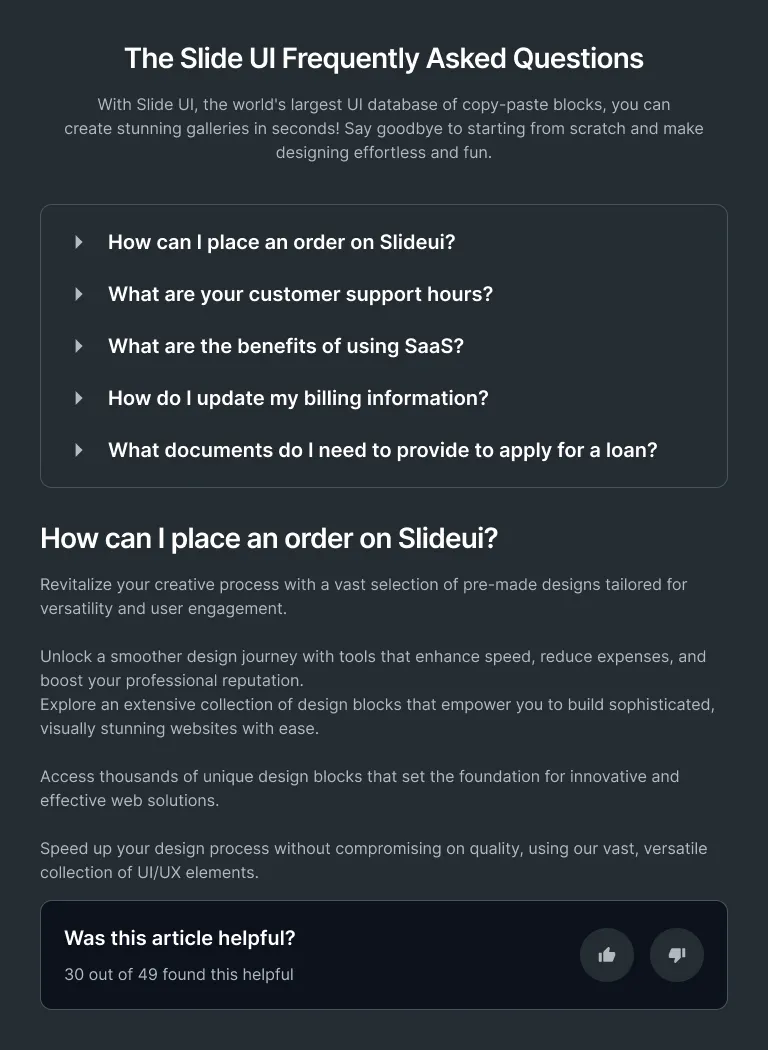 The Slide UI Frequently Asked Questions
With Slide UI, the world's largest UI database of copy-paste blocks, you can
create stunning galleries in seconds! Say goodbye to starting from scratch and make
designing effortless and fun.
How can I place an order on Slideui?
What are your customer support hours?
What are the benefits of using SaaS?
How do I update my billing information?
What documents do I need to provide to apply for a loan?
How can I place an order on Slideui?
Revitalize your creative process with a vast selection of pre-made designs tailored for
versatility and user engagement.
Unlock a smoother design journey with tools that enhance speed, reduce expenses, and
boost your professional reputation.
Explore an extensive collection of design blocks that empower you to build sophisticated,
visually stunning websites with ease.
Access thousands of unique design blocks that set the foundation for innovative and
effective web solutions.
Speed up your design process without compromising on quality, using our vast, versatile
collection of UI/UX elements.
Was this article helpful?
30 out of 49 found this helpful